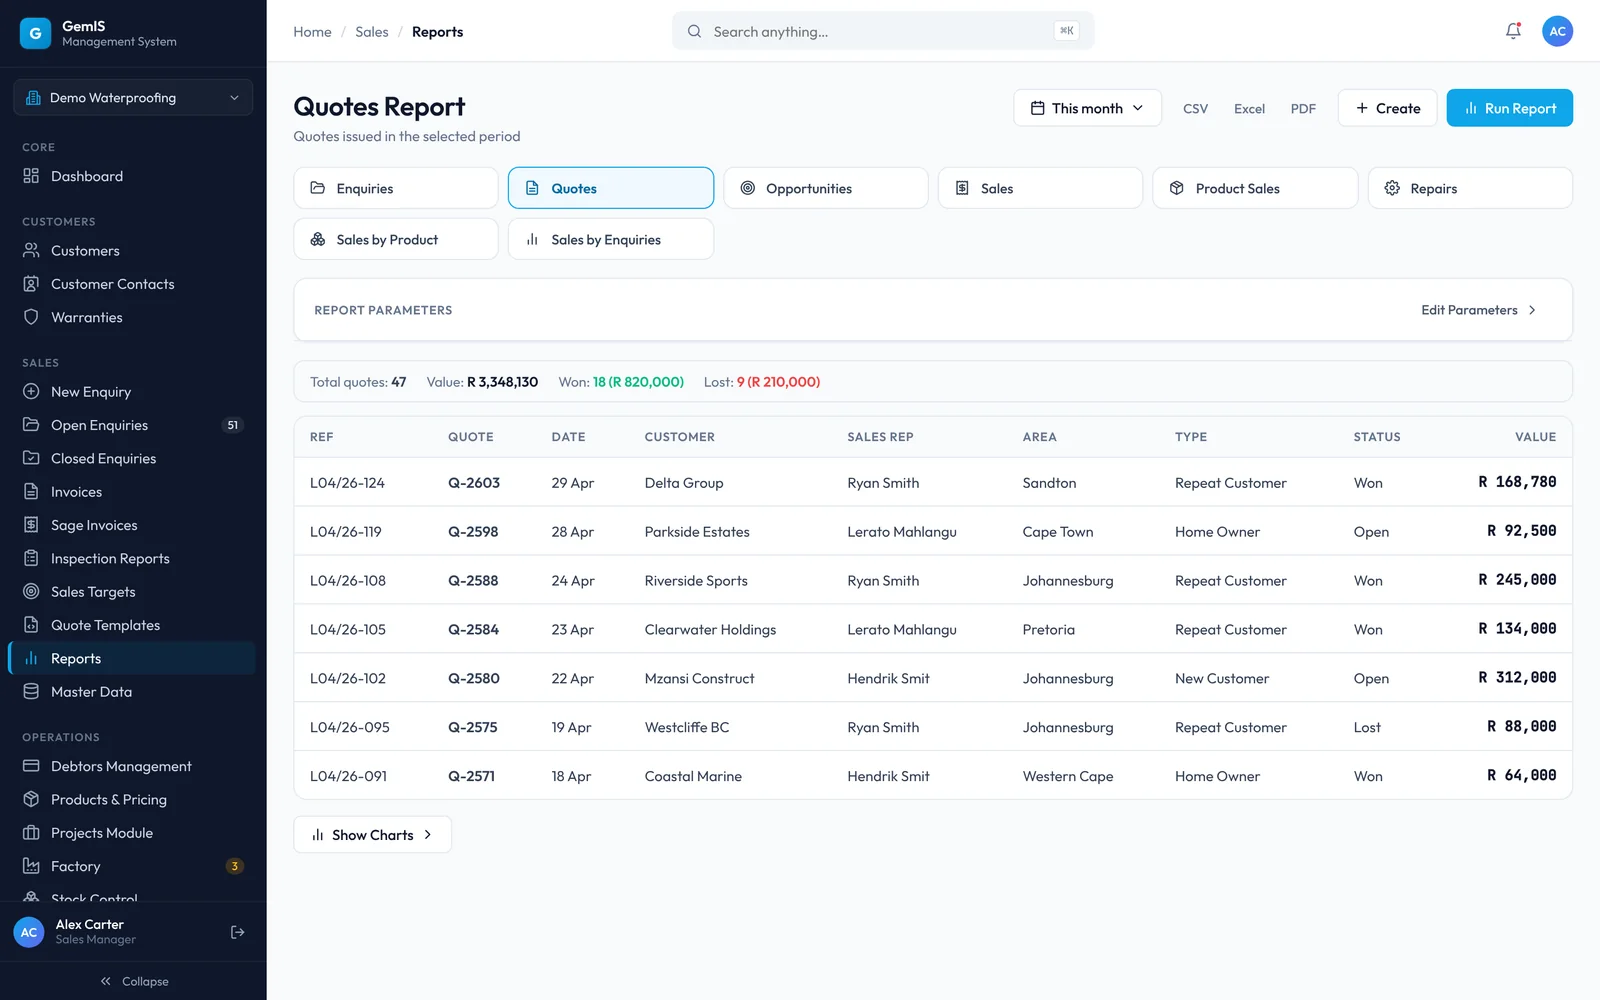 GemIS
Management System
Demo Waterproofing
CORE
Dashboard
CUSTOMERS
Customers
Customer Contacts
Warranties
SALES
New Enquiry
Open Enquiries 51
Closed Enquiries
Invoices
Sage Invoices
Inspection Reports
Sales Targets
Quote Templates
Reports
Master Data
OPERATIONS
Debtors Management
Products & Pricing
Projects Module
Factory 3
Stock Control
AC Alex Carter
Sales Manager
Collapse
Home / Sales / Reports
Search anything... ⌘K
AC
Quotes Report
Quotes issued in the selected period
This month CSV Excel PDF + Create Run Report
Enquiries Quotes Opportunities Sales Product Sales Repairs
Sales by Product Sales by Enquiries
REPORT PARAMETERS Edit Parameters
Total quotes: 47 Value: R 3,348,130 Won: 18 (R 820,000) Lost: 9 (R 210,000)
REF QUOTE DATE CUSTOMER SALES REP AREA TYPE STATUS VALUE
L04/26-124 Q-2603 29 Apr Delta Group Ryan Smith Sandton Repeat Customer Won R 168,780
L04/26-119 Q-2598 28 Apr Parkside Estates Lerato Mahlangu Cape Town Home Owner Open R 92,500
L04/26-108 Q-2588 24 Apr Riverside Sports Ryan Smith Johannesburg Repeat Customer Won R 245,000
L04/26-105 Q-2584 23 Apr Clearwater Holdings Lerato Mahlangu Pretoria Repeat Customer Won R 134,000
L04/26-102 Q-2580 22 Apr Mzansi Construct Hendrik Smit Johannesburg New Customer Open R 312,000
L04/26-095 Q-2575 19 Apr Westcliffe BC Ryan Smith Johannesburg Repeat Customer Lost R 88,000
L04/26-091 Q-2571 18 Apr Coastal Marine Hendrik Smit Western Cape Home Owner Won R 64,000
Show Charts